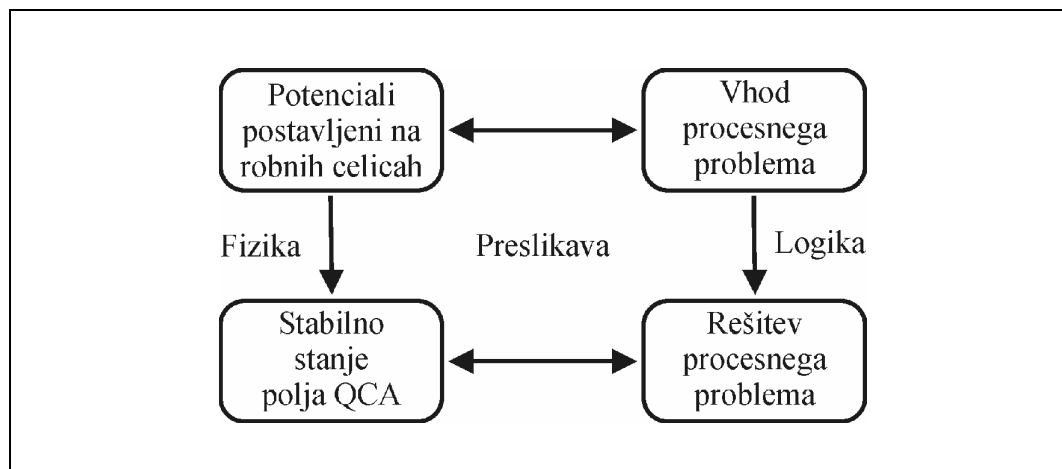 Potenciali
postavljeni na
robnih celicah
Vhod
procesnega
problema
Fizika
Preslikava
Logika
Stabilno
stanje
polja QCA
Rešitev
procesnega
problema